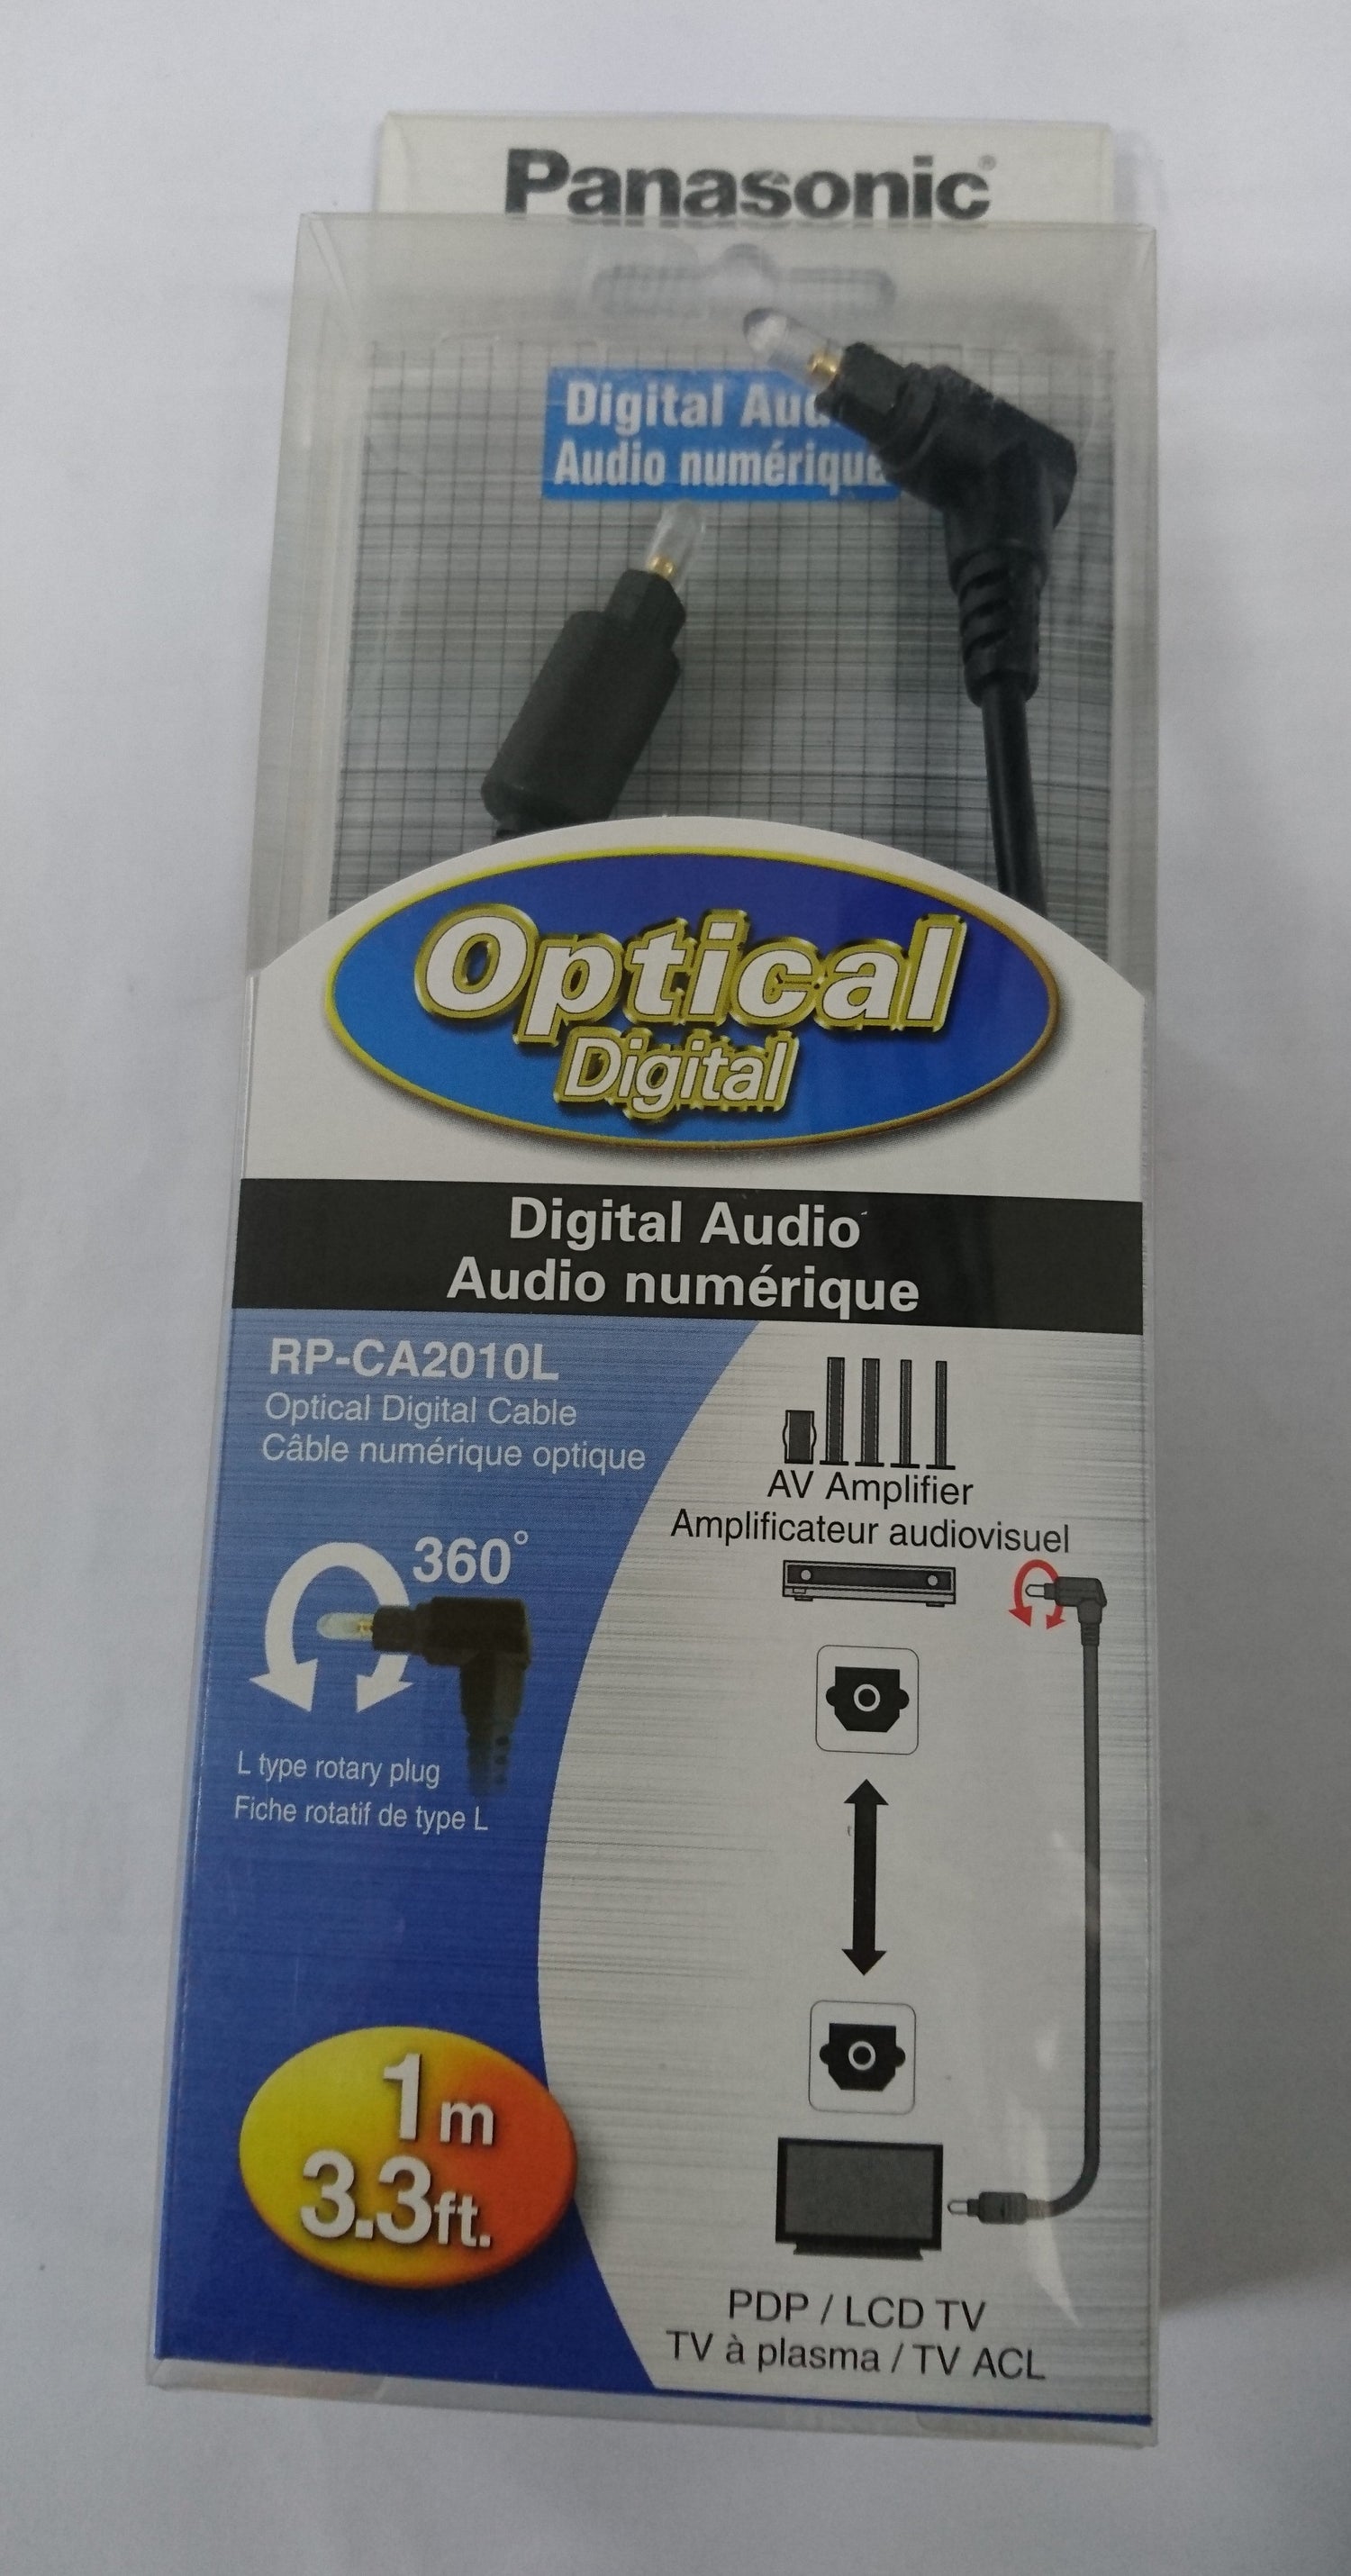 Panasonic®
Digital Au
Audio numérique
Optical
Digital
Digital Audio
Audio numérique
RP-CA2010L
Optical Digital Cable
Câble numérique optique
360°
L type rotary plug
Fiche rotatif de type L
AV Amplifier
Amplificateur audiovisuel
1m
3.3ft.
PDP / LCD TV
TV à plasma / TV ACL